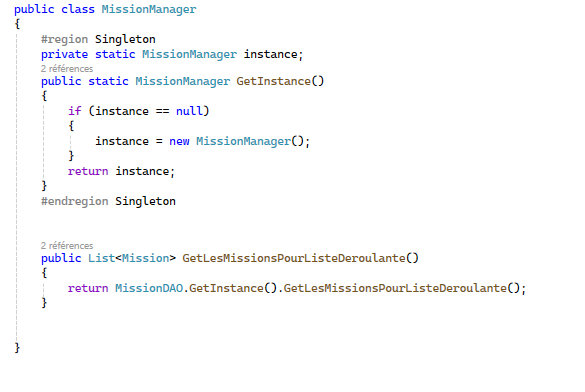 public class MissionManager
{
#region Singleton
private static MissionManager instance;
2 références
public static MissionManager GetInstance()
{
if (instance == null)
{
instance = new MissionManager();
}
return instance;
}
#endregion Singleton
2 références
public List<Mission> GetLesMissionsPourListeDeroulante()
{
return MissionDAO.GetInstance().GetLesMissionsPourListeDeroulante();
}
}